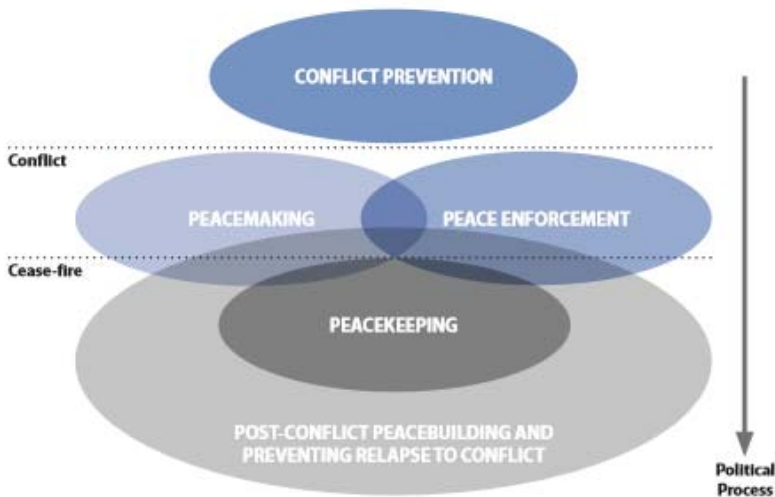 CONFLICT PREVENTION
Conflict
PEACEMAKING
PEACE ENFORCEMENT
Cease-fire
PEACEKEEPING
POST-CONFLICT PEACEBUILDING AND
PREVENTING RELAPSE TO CONFLICT
Political
Process